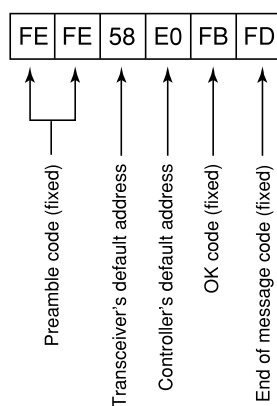 FE FE 58 E0 FB FD
Preamble code (fixed)
Transceiver's default address
Controller's default address
OK code (fixed)
End of message code (fixed)